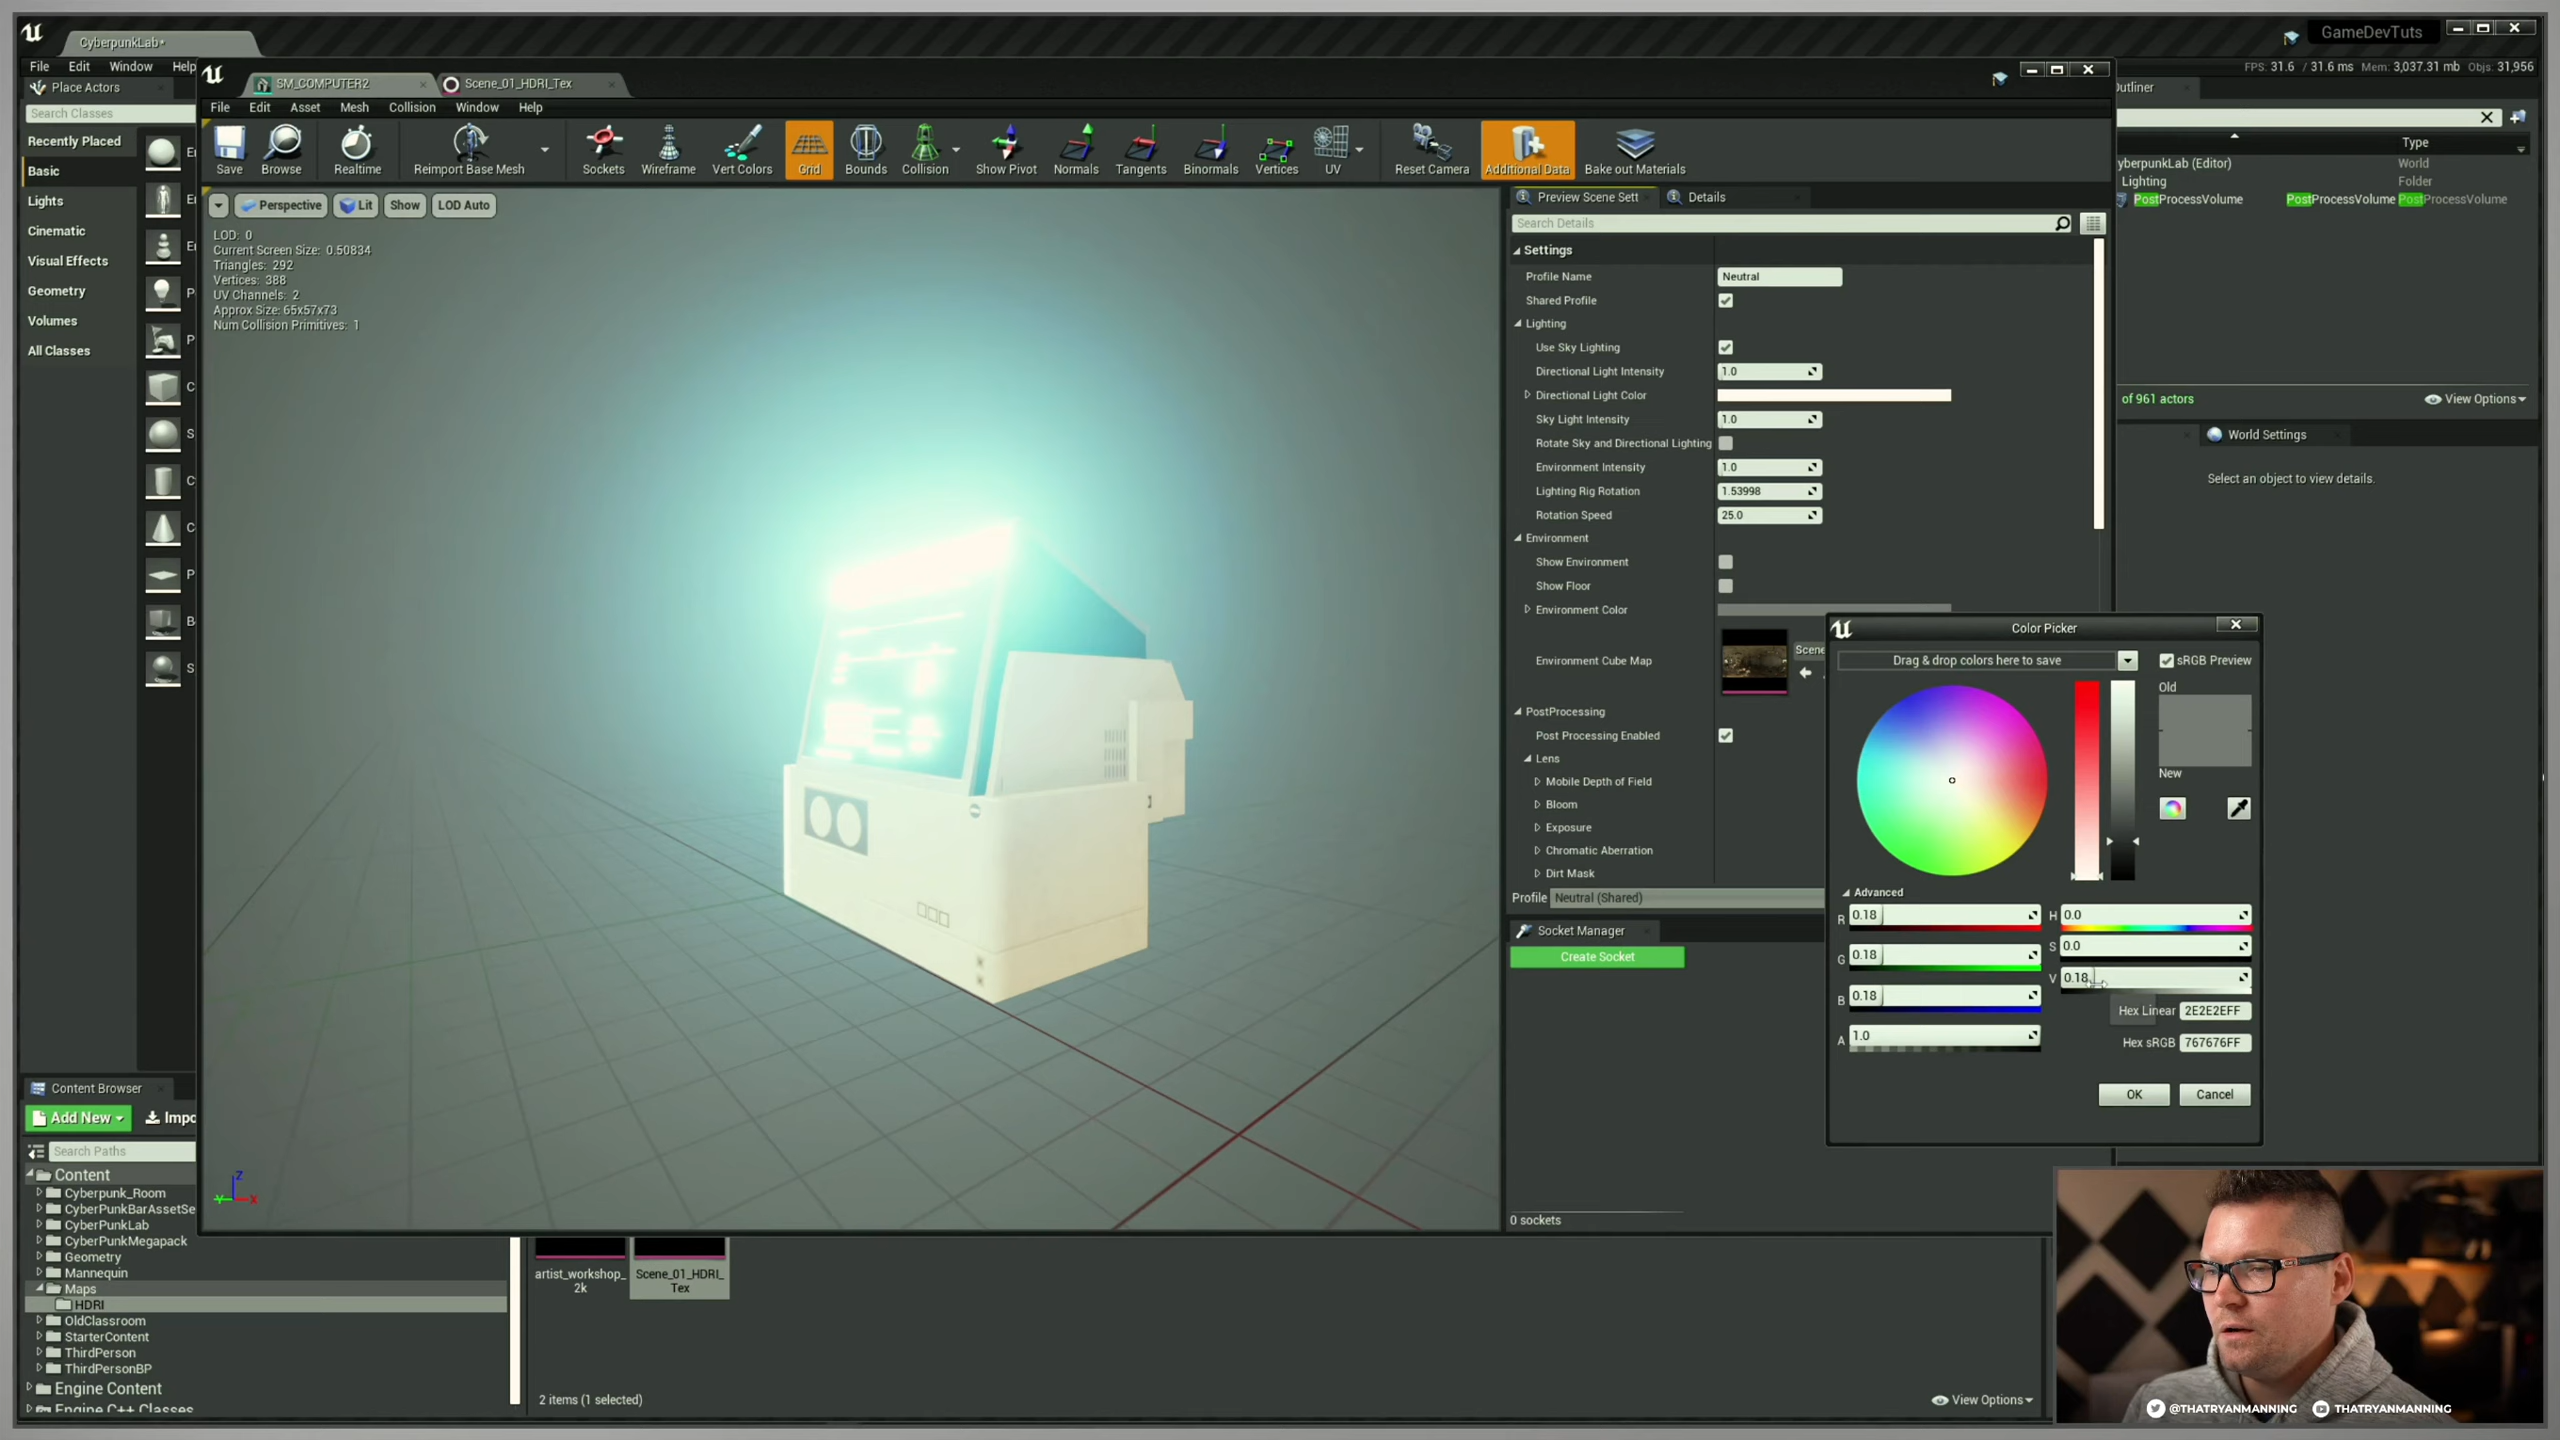 CyberpunkLab*
GameDevTuts
File Edit Window Help
FPS: 31.6 / 31.6 ms Mem: 3,037.31 mb Objs: 31,956
Place Actors
Search Classes
Recently Placed
Basic
Lights
Cinematic
Visual Effects
Geometry
Volumes
All Classes
SM_COMPUTER2
Scene_01_HDRI_Tex
File Edit Asset Mesh Collision Window Help
Save Browse Realtime Reimport Base Mesh Sockets Wireframe Vert Colors Grid Bounds Collision Show Pivot Normals Tangents Binormals Vertices UV Reset Camera Additional Data Bake out Materials
Perspective Lit Show LOD Auto
LOD: 0
Current Screen Size: 0.50834
Triangles: 292
Vertices: 388
UV Channels: 2
Approx Size: 65x57x73
Num Collision Primitives: 1
Z
Y X
Preview Scene Sett Details
Search Details
Settings
Profile Name Neutral
Shared Profile
Lighting
Use Sky Lighting
Directional Light Intensity 1.0
Directional Light Color
Sky Light Intensity 1.0
Rotate Sky and Directional Lighting
Environment Intensity 1.0
Lighting Rig Rotation 1.53998
Rotation Speed 25.0
Environment
Show Environment
Show Floor
Environment Color
Environment Cube Map Scene
PostProcessing
Post Processing Enabled
Lens
Mobile Depth of Field
Bloom
Exposure
Chromatic Aberration
Dirt Mask
Profile Neutral (Shared)
Socket Manager
Create Socket
0 sockets
Outliner
Type
yberpunkLab (Editor) World
Lighting Folder
PostProcessVolume PostProcessVolume PostProcessVolume
of 961 actors View Options
World Settings
Select an object to view details.
Color Picker
Drag & drop colors here to save
sRGB Preview
Old
New
Advanced
R 0.18 H 0.0
G 0.18 S 0.0
B 0.18 V 0.18
A 1.0
Hex Linear 2E2E2EFF
Hex sRGB 767676FF
OK Cancel
Content Browser
Add New Impo
Search Paths
Content
Cyberpunk_Room
CyberPunkBarAssetSe
CyberPunkLab
CyberPunkMegapack
Geometry
Mannequin
Maps
HDRI
OldClassroom
StarterContent
ThirdPerson
ThirdPersonBP
Engine Content
Engine C++ Classes
artist_workshop_
2k
Scene_01_HDRI_
Tex
2 items (1 selected)
View Options
@THATRYANMANNING THATRYANMANNING